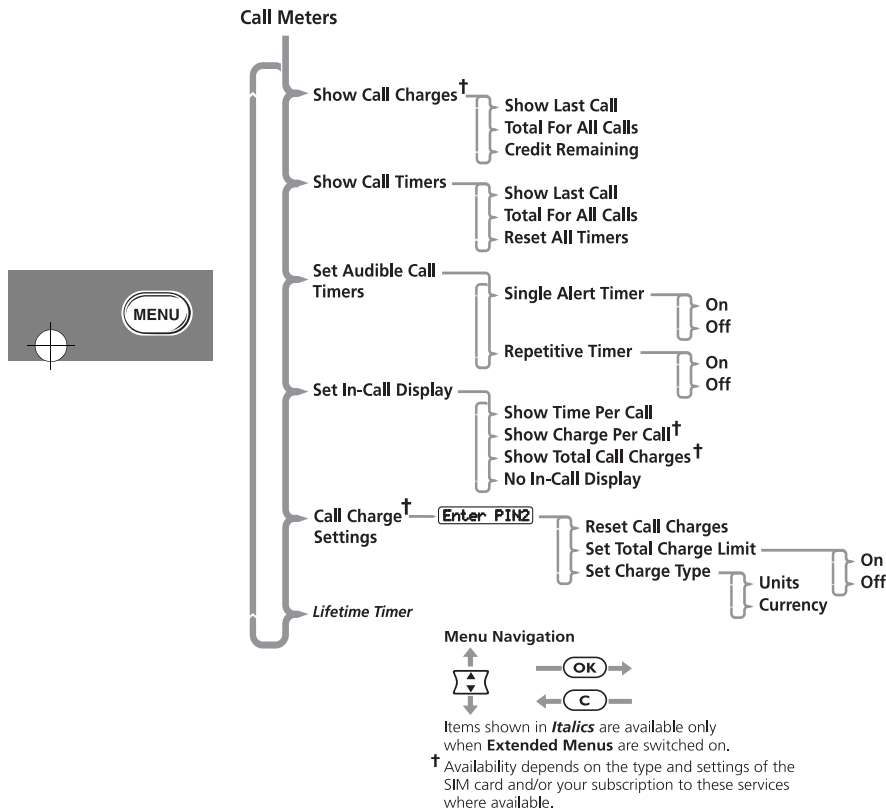 Call Meters
Show Call Charges†
Show Last Call
Total For All Calls
Credit Remaining
Show Call Timers
Show Last Call
Total For All Calls
Reset All Timers
MENU
Set Audible Call
Timers
Single Alert Timer
On
Off
Repetitive Timer
On
Off
Set In-Call Display
Show Time Per Call
Show Charge Per Call†
Show Total Call Charges†
No In-Call Display
Call Charge†
Settings
Enter PIN2
Reset Call Charges
Set Total Charge Limit
On
Off
Set Charge Type
Units
Currency
Lifetime Timer
Menu Navigation
OK
C
Items shown in Italics are available only
when Extended Menus are switched on.
† Availability depends on the type and settings of the
SIM card and/or your subscription to these services
where available.